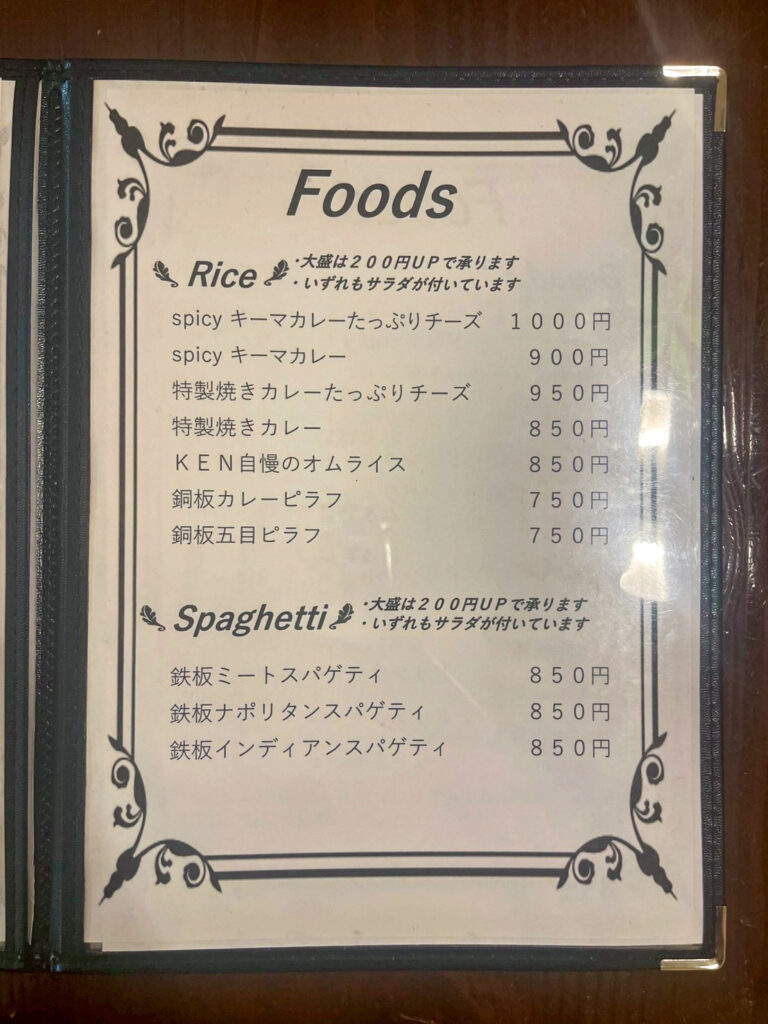 Foods
Rice
・大盛は２００円ＵＰで承ります
・いずれもサラダが付いています
spicy キーマカレーたっぷりチーズ　１０００円
spicy キーマカレー　９００円
特製焼きカレーたっぷりチーズ　９５０円
特製焼きカレー　８５０円
ＫＥＮ自慢のオムライス　８５０円
銅板カレーピラフ　７５０円
銅板五目ピラフ　７５０円
Spaghetti
・大盛は２００円ＵＰで承ります
・いずれもサラダが付いています
鉄板ミートスパゲティ　８５０円
鉄板ナポリタンスパゲティ　８５０円
鉄板インディアンスパゲティ　８５０円